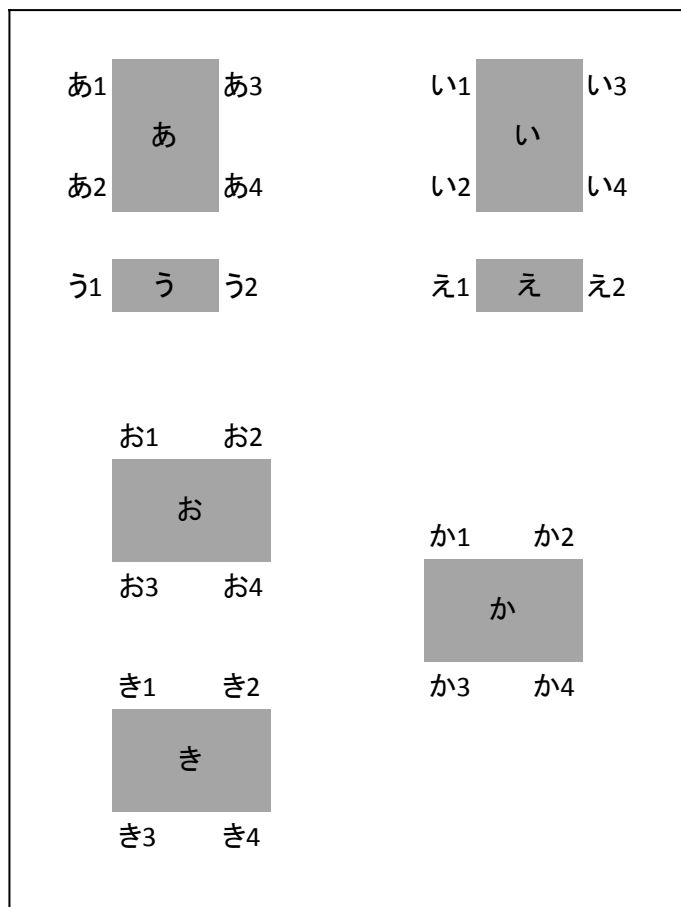 あ1 あ3 い1 い3
あ い
あ2 あ4 い2 い4
う1 う う2 え1 え え2
お1 お2
お
か1 か2
お3 お4
か
き1 き2 か3 か4
き
き3 き4